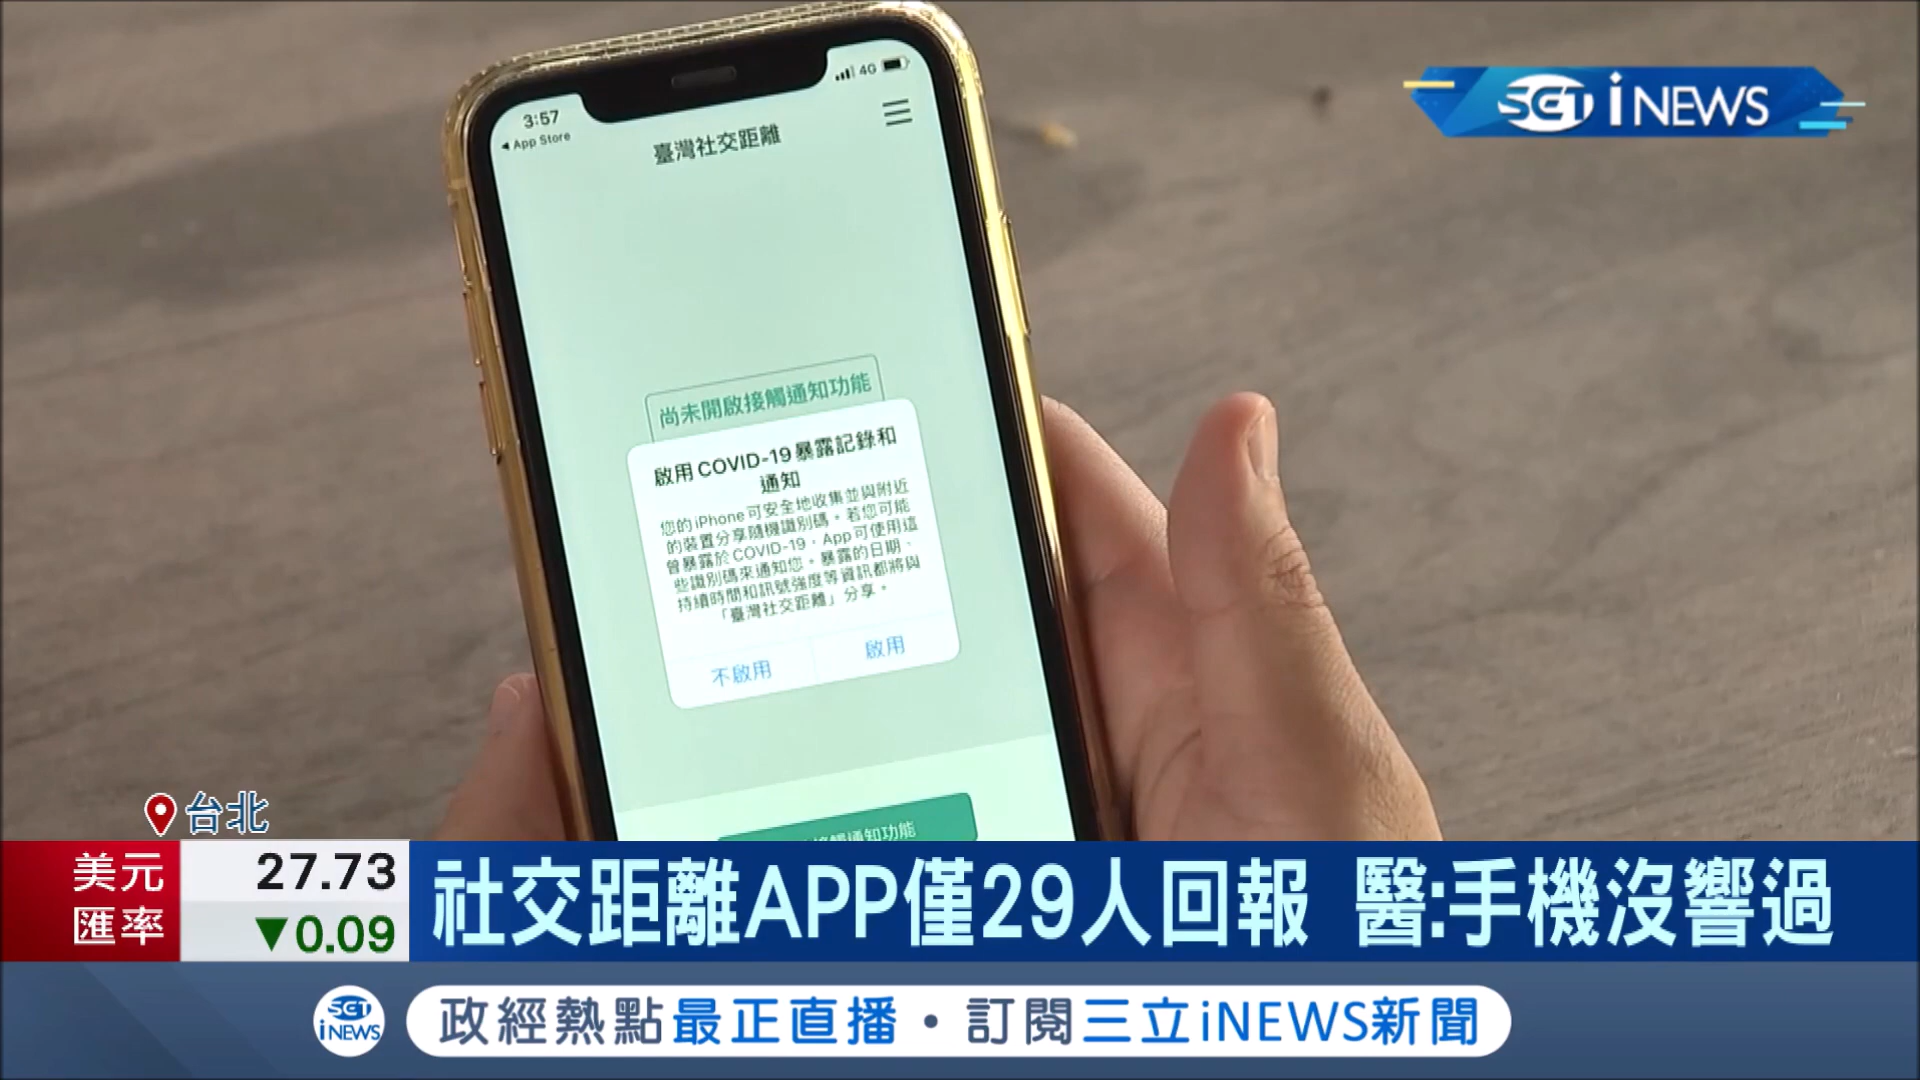 3:57
4G
App Store
臺灣社交距離
SET iNEWS
尚未開啟接觸通知功能
啟用 COVID-19 暴露記錄和
通知
您的 iPhone 可安全地收集並與附近
的裝置分享隨機識別碼。若您可能
曾暴露於 COVID-19，App 可使用這
些識別碼來通知您。暴露的日期、
持續時間和訊號強度等資訊都將與
「臺灣社交距離」分享。
不啟用
啟用
接觸通知功能
台北
美元
匯率
27.73
▼0.09
社交距離APP僅29人回報 醫:手機沒響過
SET iNEWS
政經熱點最正直播・訂閱三立iNEWS新聞